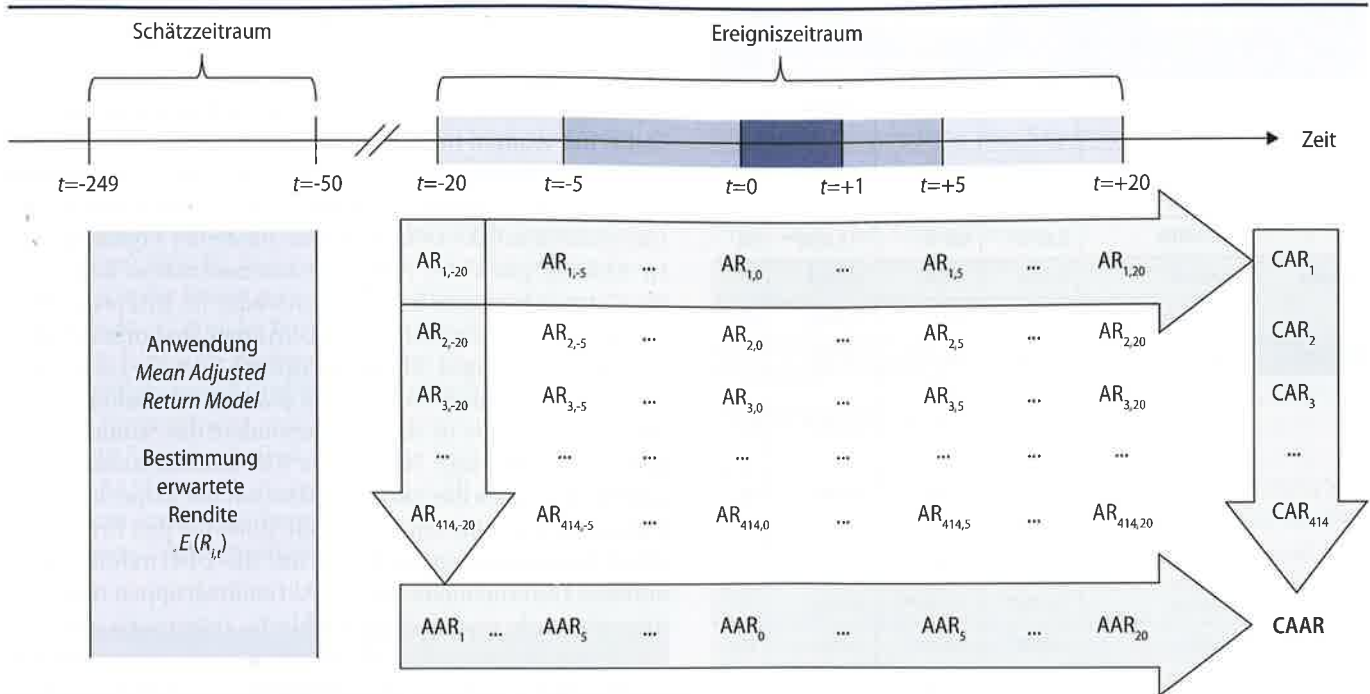 Schätzzeitraum
Ereigniszeitraum
Zeit
t=-249
t=-50
t=-20
t=-5
t=0
t=+1
t=+5
t=+20
AR1,-20 AR1,-5 ... AR1,0 ... AR1,5 ... AR1,20 CAR1
AR2,-20 AR2,-5 ... AR2,0 ... AR2,5 ... AR2,20 CAR2
AR3,-20 AR3,-5 ... AR3,0 ... AR3,5 ... AR3,20 CAR3
... ... ... ... ... ... ... ... ...
AR414,-20 AR414,-5 ... AR414,0 ... AR414,5 ... AR414,20 CAR414
AAR1 ... AAR5 ... AAR0 ... AAR5 ... AAR20 CAAR
Anwendung
Mean Adjusted
Return Model
Bestimmung
erwartete
Rendite
E (Ri,t)